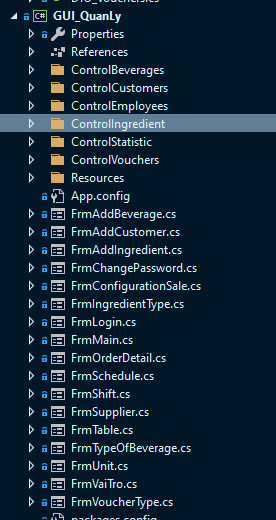 GUI_QuanLy
Properties
References
ControlBeverages
ControlCustomers
ControlEmployees
ControlIngredient
ControlStatistic
ControlVouchers
Resources
App.config
FrmAddBeverage.cs
FrmAddCustomer.cs
FrmAddIngredient.cs
FrmChangePassword.cs
FrmConfigurationSale.cs
FrmIngredientType.cs
FrmLogin.cs
FrmMain.cs
FrmOrderDetail.cs
FrmSchedule.cs
FrmShift.cs
FrmSupplier.cs
FrmTable.cs
FrmTypeOfBeverage.cs
FrmUnit.cs
FrmVaiTro.cs
FrmVoucherType.cs
packages.config